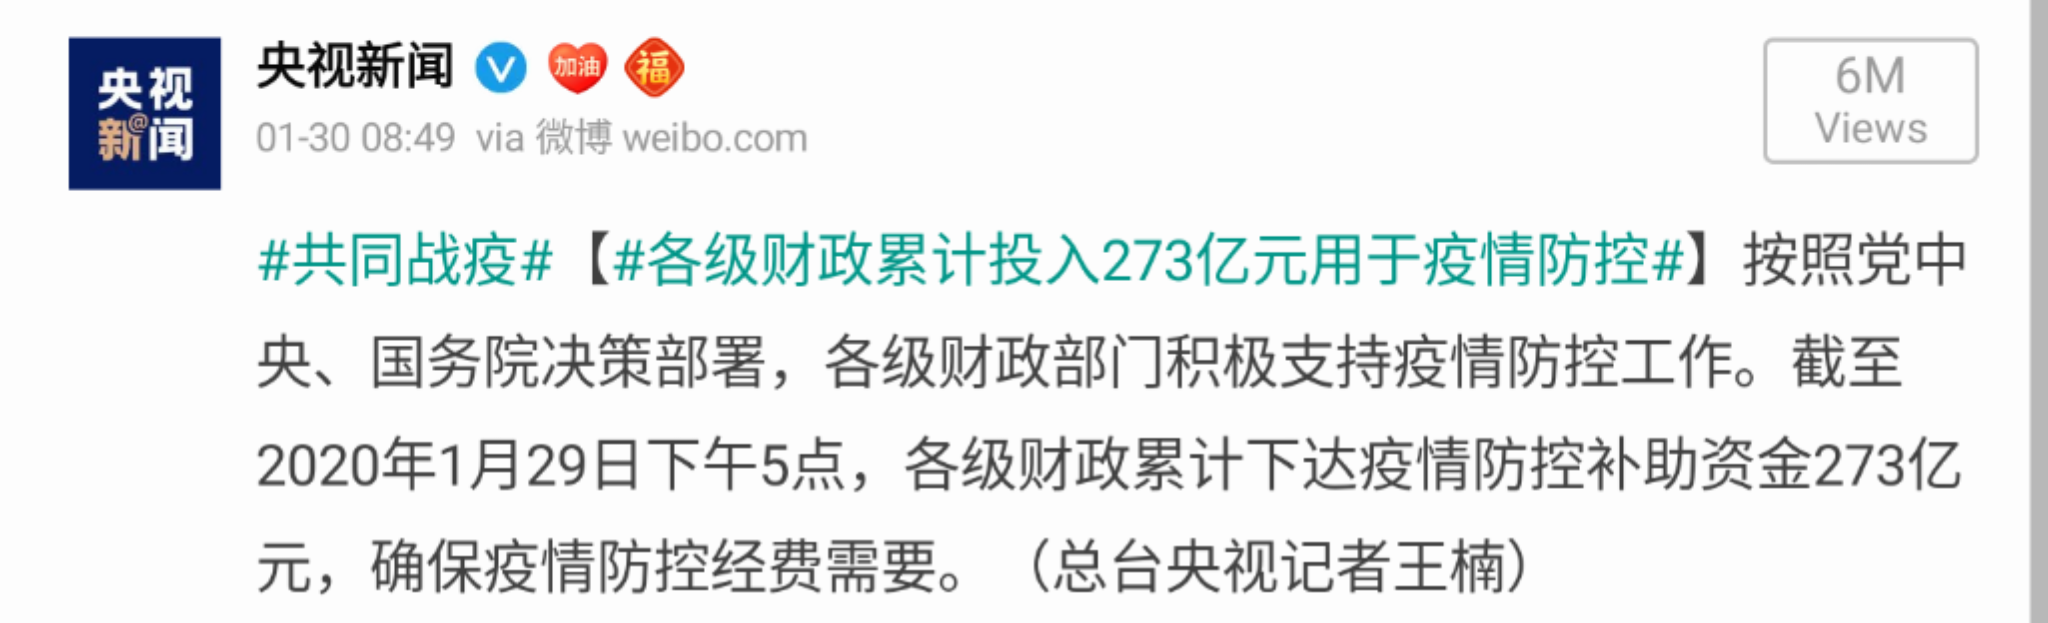 央视
新@闻
央视新闻 V 加油 福
01-30 08:49 via 微博 weibo.com
6M
Views
#共同战疫#【#各级财政累计投入273亿元用于疫情防控#】按照党中
央、国务院决策部署，各级财政部门积极支持疫情防控工作。截至
2020年1月29日下午5点，各级财政累计下达疫情防控补助资金273亿
元，确保疫情防控经费需要。（总台央视记者王楠）